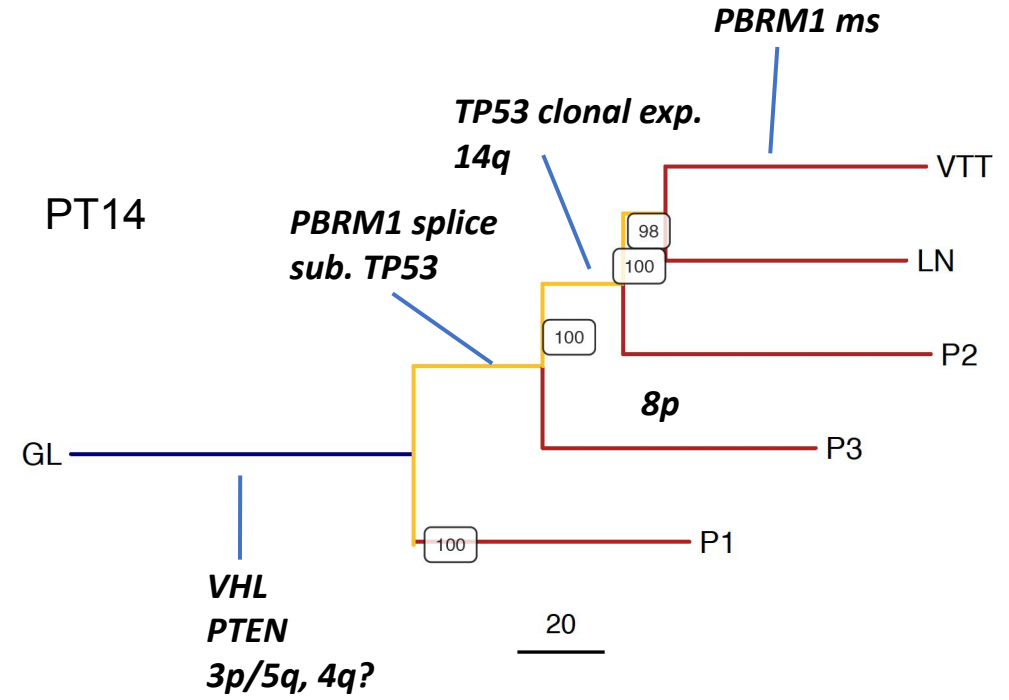 PBRM1 ms
TP53 clonal exp.
14q
VTT
PT14
PBRM1 splice
sub. TP53
98
LN
100
100
P2
8p
GL
P3
100
P1
VHL
PTEN
3p/5q, 4q?
20